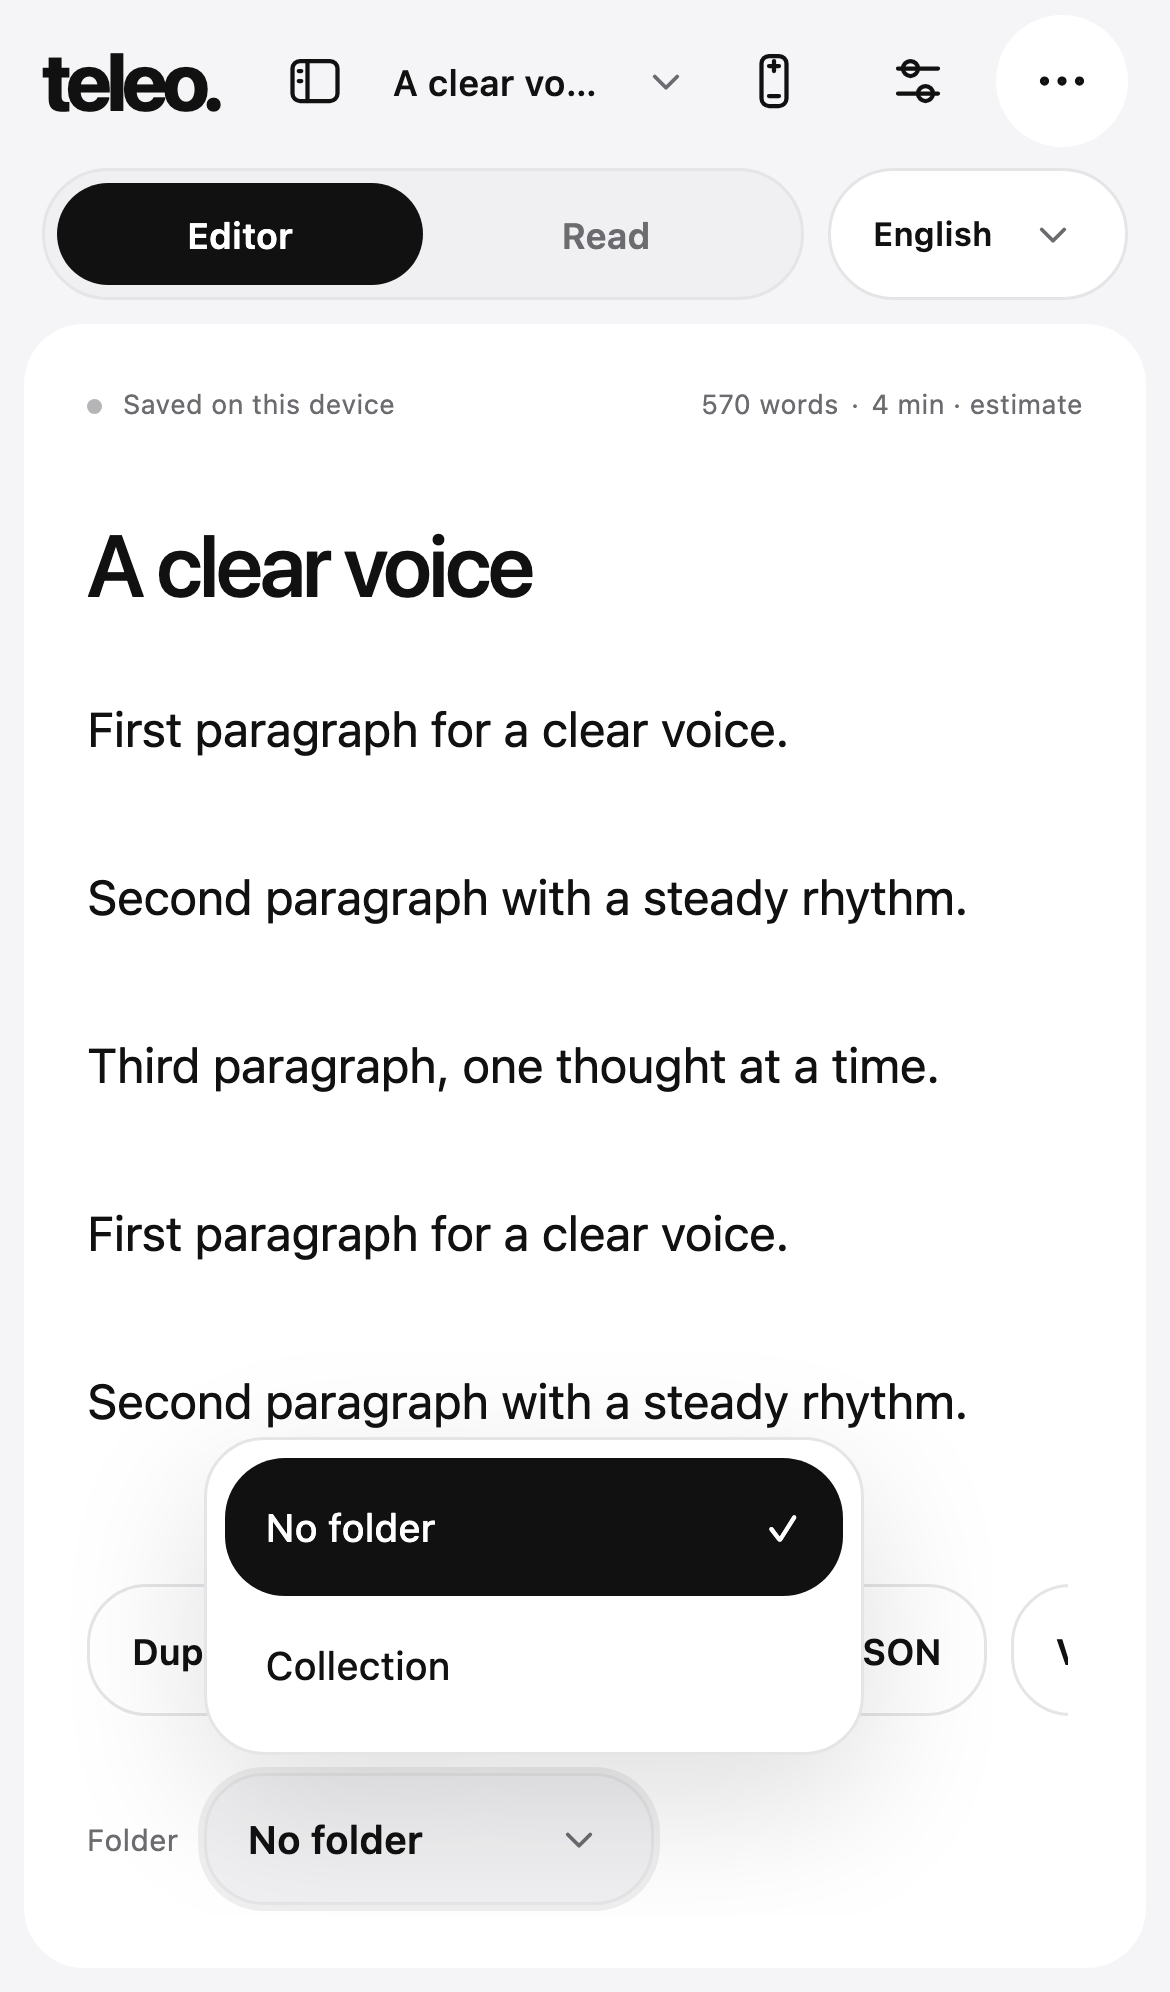 teleo.
A clear vo...
Editor
Read
English
Saved on this device
570 words · 4 min · estimate
A clear voice
First paragraph for a clear voice.
Second paragraph with a steady rhythm.
Third paragraph, one thought at a time.
First paragraph for a clear voice.
Second paragraph with a steady rhythm.
No folder
Collection
Dup
SON
Folder
No folder